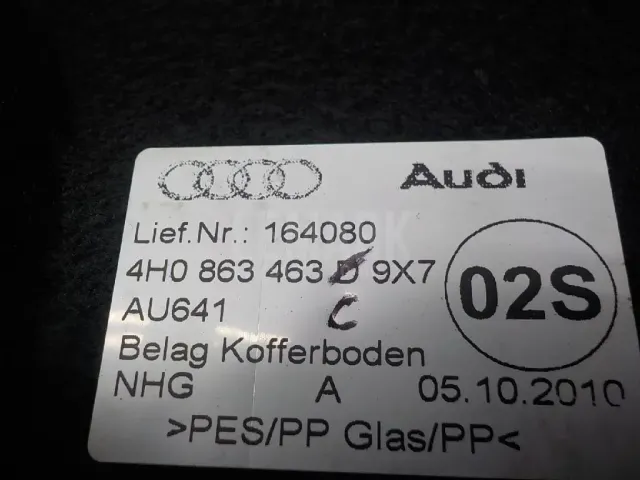 Audi
Lief.Nr.: 164080
4H0 863 463 D 9X7
C
02S
AU641
Belag Kofferboden
NHG A 05.10.2010
>PES/PP Glas/PP<